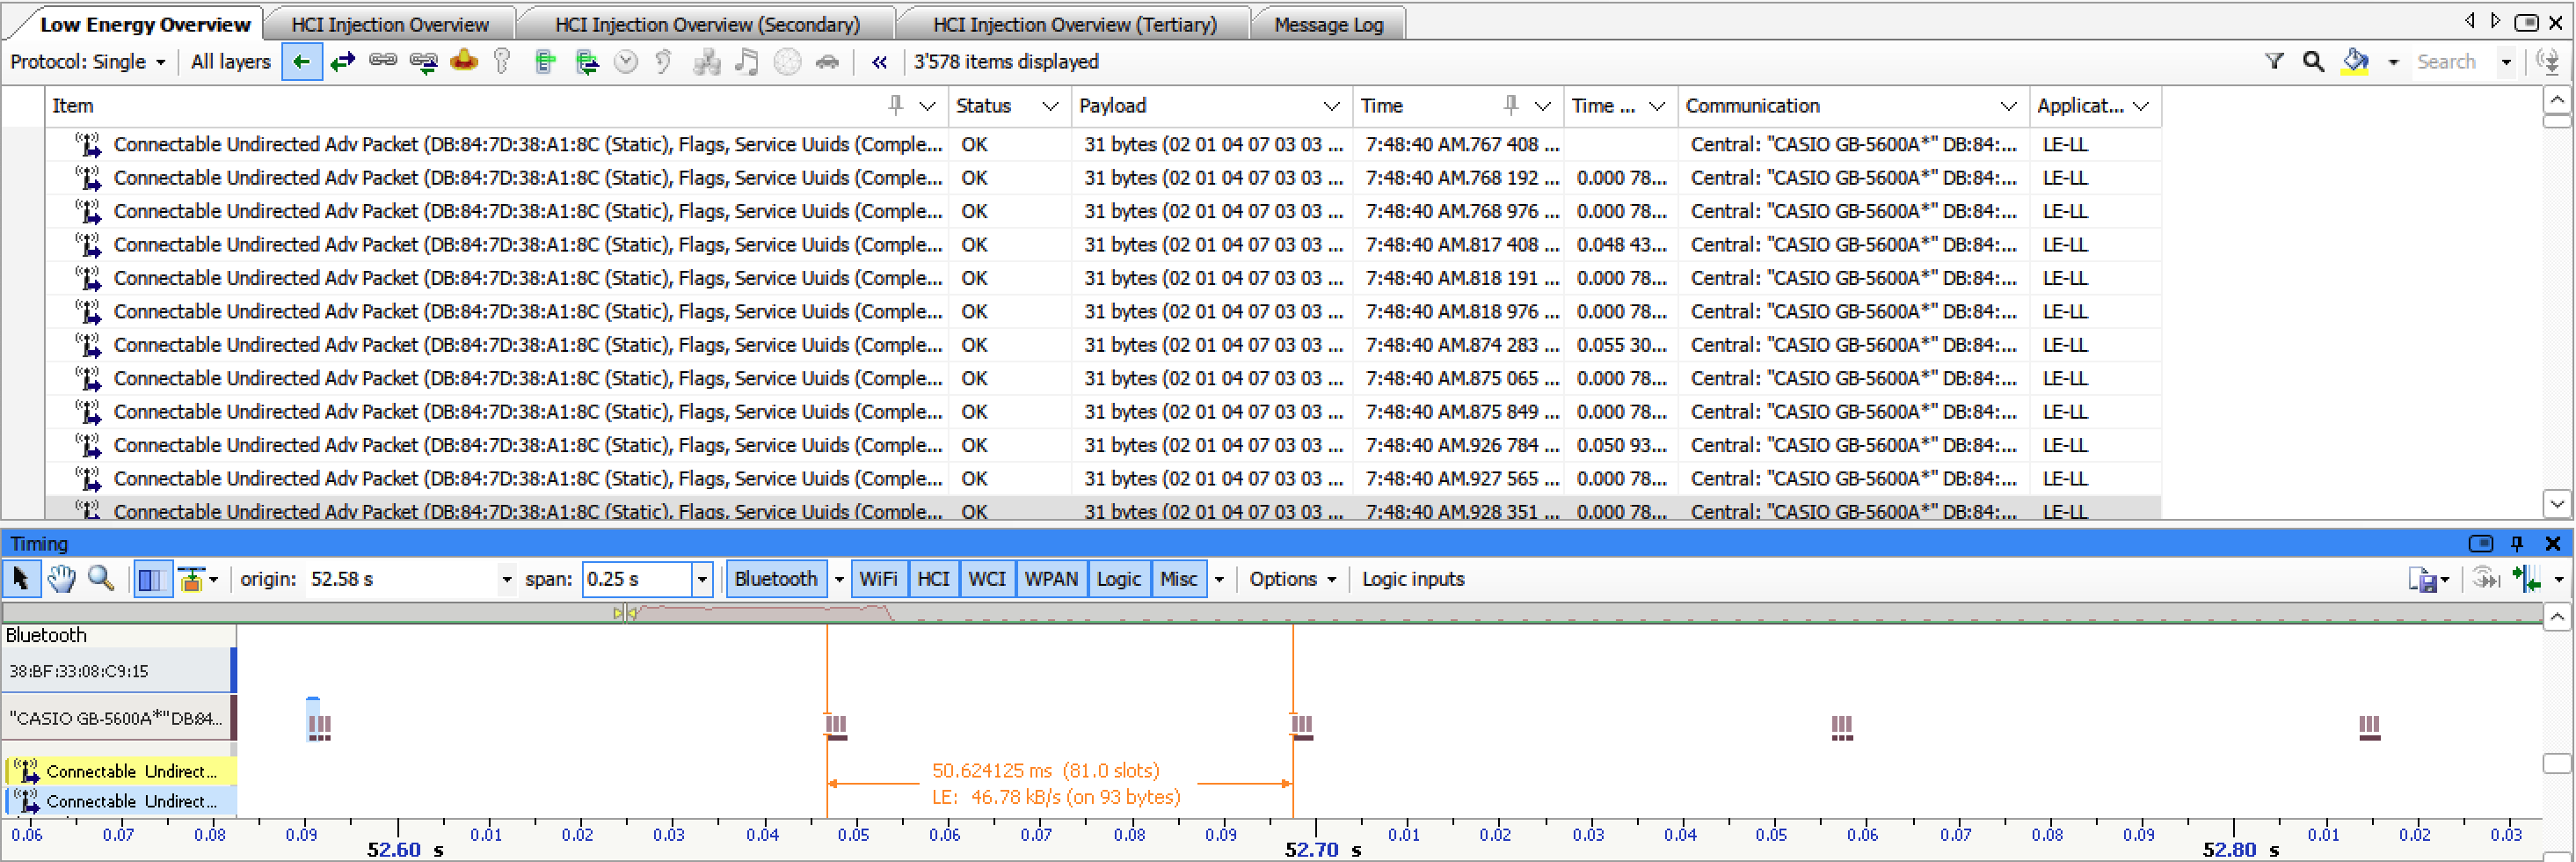 Low Energy Overview HCI Injection Overview HCI Injection Overview (Secondary) HCI Injection Overview (Tertiary) Message Log
Protocol: Single All layers 3'578 items displayed Search
Item Status Payload Time Time ... Communication Applicat...
Connectable Undirected Adv Packet (DB:84:7D:38:A1:8C (Static), Flags, Service Uuids (Comple... OK 31 bytes (02 01 04 07 03 03 ... 7:48:40 AM.767 408 ... Central: "CASIO GB-5600A*" DB:84:... LE-LL
Connectable Undirected Adv Packet (DB:84:7D:38:A1:8C (Static), Flags, Service Uuids (Comple... OK 31 bytes (02 01 04 07 03 03 ... 7:48:40 AM.768 192 ... 0.000 78... Central: "CASIO GB-5600A*" DB:84:... LE-LL
Connectable Undirected Adv Packet (DB:84:7D:38:A1:8C (Static), Flags, Service Uuids (Comple... OK 31 bytes (02 01 04 07 03 03 ... 7:48:40 AM.768 976 ... 0.000 78... Central: "CASIO GB-5600A*" DB:84:... LE-LL
Connectable Undirected Adv Packet (DB:84:7D:38:A1:8C (Static), Flags, Service Uuids (Comple... OK 31 bytes (02 01 04 07 03 03 ... 7:48:40 AM.817 408 ... 0.048 43... Central: "CASIO GB-5600A*" DB:84:... LE-LL
Connectable Undirected Adv Packet (DB:84:7D:38:A1:8C (Static), Flags, Service Uuids (Comple... OK 31 bytes (02 01 04 07 03 03 ... 7:48:40 AM.818 191 ... 0.000 78... Central: "CASIO GB-5600A*" DB:84:... LE-LL
Connectable Undirected Adv Packet (DB:84:7D:38:A1:8C (Static), Flags, Service Uuids (Comple... OK 31 bytes (02 01 04 07 03 03 ... 7:48:40 AM.818 976 ... 0.000 78... Central: "CASIO GB-5600A*" DB:84:... LE-LL
Connectable Undirected Adv Packet (DB:84:7D:38:A1:8C (Static), Flags, Service Uuids (Comple... OK 31 bytes (02 01 04 07 03 03 ... 7:48:40 AM.874 283 ... 0.055 30... Central: "CASIO GB-5600A*" DB:84:... LE-LL
Connectable Undirected Adv Packet (DB:84:7D:38:A1:8C (Static), Flags, Service Uuids (Comple... OK 31 bytes (02 01 04 07 03 03 ... 7:48:40 AM.875 065 ... 0.000 78... Central: "CASIO GB-5600A*" DB:84:... LE-LL
Connectable Undirected Adv Packet (DB:84:7D:38:A1:8C (Static), Flags, Service Uuids (Comple... OK 31 bytes (02 01 04 07 03 03 ... 7:48:40 AM.875 849 ... 0.000 78... Central: "CASIO GB-5600A*" DB:84:... LE-LL
Connectable Undirected Adv Packet (DB:84:7D:38:A1:8C (Static), Flags, Service Uuids (Comple... OK 31 bytes (02 01 04 07 03 03 ... 7:48:40 AM.926 784 ... 0.050 93... Central: "CASIO GB-5600A*" DB:84:... LE-LL
Connectable Undirected Adv Packet (DB:84:7D:38:A1:8C (Static), Flags, Service Uuids (Comple... OK 31 bytes (02 01 04 07 03 03 ... 7:48:40 AM.927 565 ... 0.000 78... Central: "CASIO GB-5600A*" DB:84:... LE-LL
Connectable Undirected Adv Packet (DB:84:7D:38:A1:8C (Static), Flags, Service Uuids (Comple... OK 31 bytes (02 01 04 07 03 03 ... 7:48:40 AM.928 351 ... 0.000 78... Central: "CASIO GB-5600A*" DB:84:... LE-LL
Timing
origin: 52.58 s span: 0.25 s Bluetooth WiFi HCI WCI WPAN Logic Misc Options Logic inputs
Bluetooth
38:BF:33:08:C9:15
"CASIO GB-5600A*"DB:84...
Connectable Undirect...
50.624125 ms (81.0 slots)
LE: 46.78 kB/s (on 93 bytes)
Connectable Undirect...
0.06 0.07 0.08 0.09 0.01 0.02 0.03 0.04 0.05 0.06 0.07 0.08 0.09 0.01 0.02 0.03 0.04 0.05 0.06 0.07 0.08 0.09 0.01 0.02 0.03
52.60 s 52.70 s 52.80 s